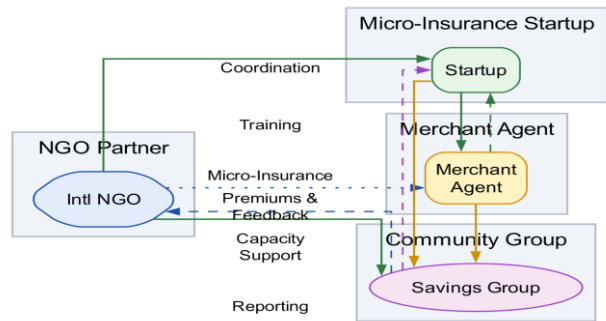 Micro-Insurance Startup
Coordination
Startup
Training
Merchant Agent
NGO Partner
Merchant
Agent
Micro-Insurance
Intl NGO
Premiums &
Feedback
Capacity
Support
Community Group
Savings Group
Reporting